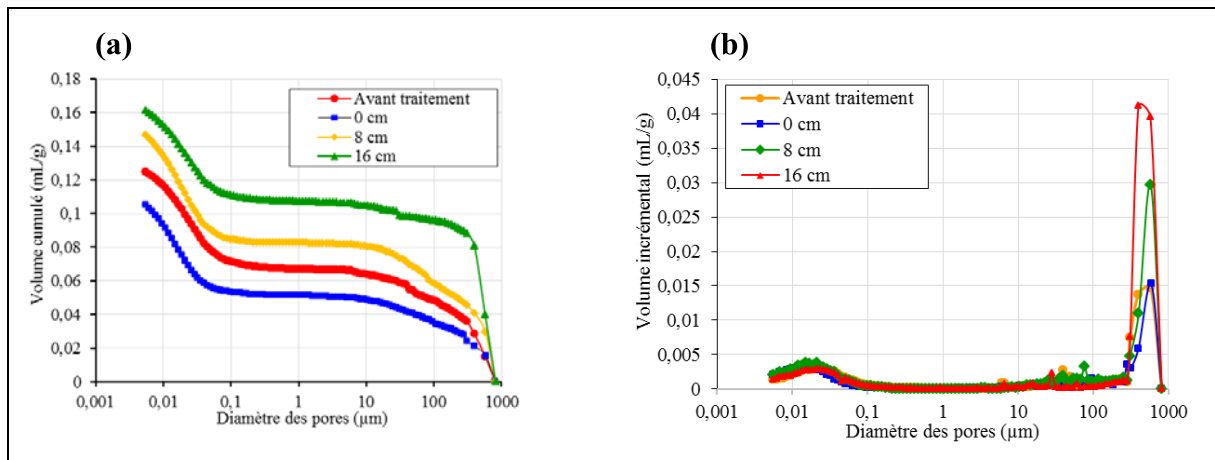 (a)
0,18
0,16
0,14
0,12
0,1
0,08
0,06
0,04
0,02
0
Volume cumulé (mL/g)
Avant traitement
0 cm
8 cm
16 cm
0,001 0,01 0,1 1 10 100 1000
Diamètre des pores (µm)
(b)
0,045
0,04
0,035
0,03
0,025
0,02
0,015
0,01
0,005
0
Volume incrémental (mL/g)
Avant traitement
0 cm
8 cm
16 cm
0,001 0,01 0,1 1 10 100 1000
Diamètre des pores (µm)